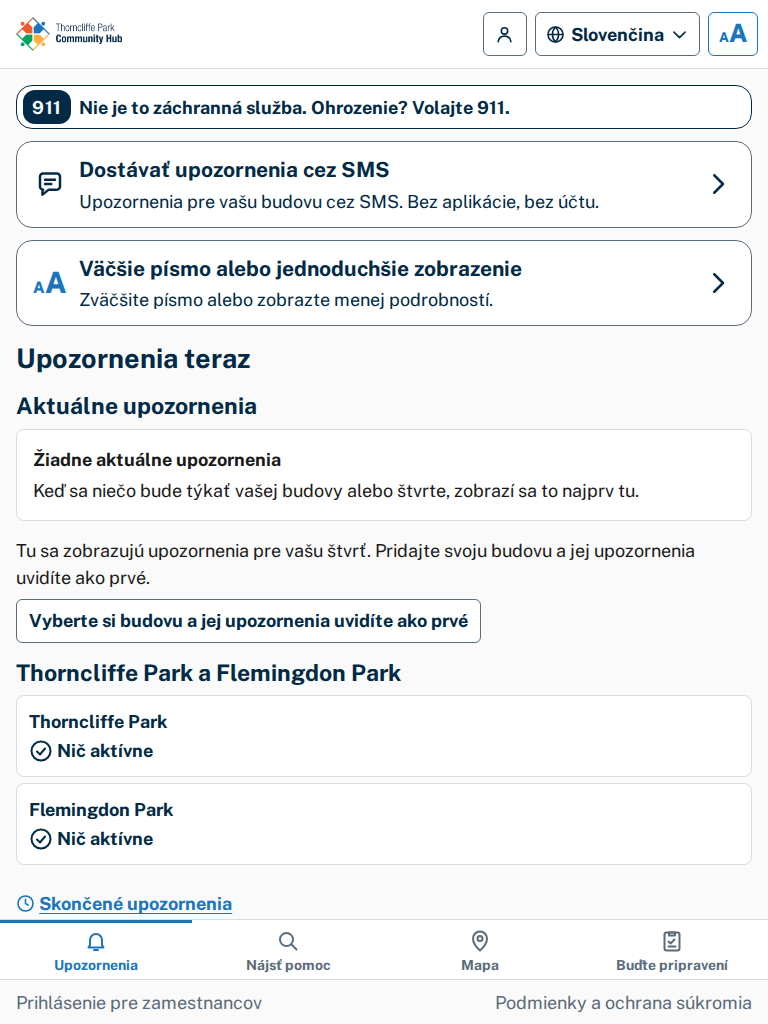 Thorncliffe Park
Community Hub
Slovenčina
AA
911 Nie je to záchranná služba. Ohrozenie? Volajte 911.
Dostávať upozornenia cez SMS
Upozornenia pre vašu budovu cez SMS. Bez aplikácie, bez účtu.
AA
Väčšie písmo alebo jednoduchšie zobrazenie
Zväčšite písmo alebo zobrazte menej podrobností.
Upozornenia teraz
Aktuálne upozornenia
Žiadne aktuálne upozornenia
Keď sa niečo bude týkať vašej budovy alebo štvrte, zobrazí sa to najprv tu.
Tu sa zobrazujú upozornenia pre vašu štvrť. Pridajte svoju budovu a jej upozornenia
uvidíte ako prvé.
Vyberte si budovu a jej upozornenia uvidíte ako prvé
Thorncliffe Park a Flemingdon Park
Thorncliffe Park
Nič aktívne
Flemingdon Park
Nič aktívne
Skončené upozornenia
Upozornenia
Nájsť pomoc
Mapa
Buďte pripravení
Prihlásenie pre zamestnancov
Podmienky a ochrana súkromia